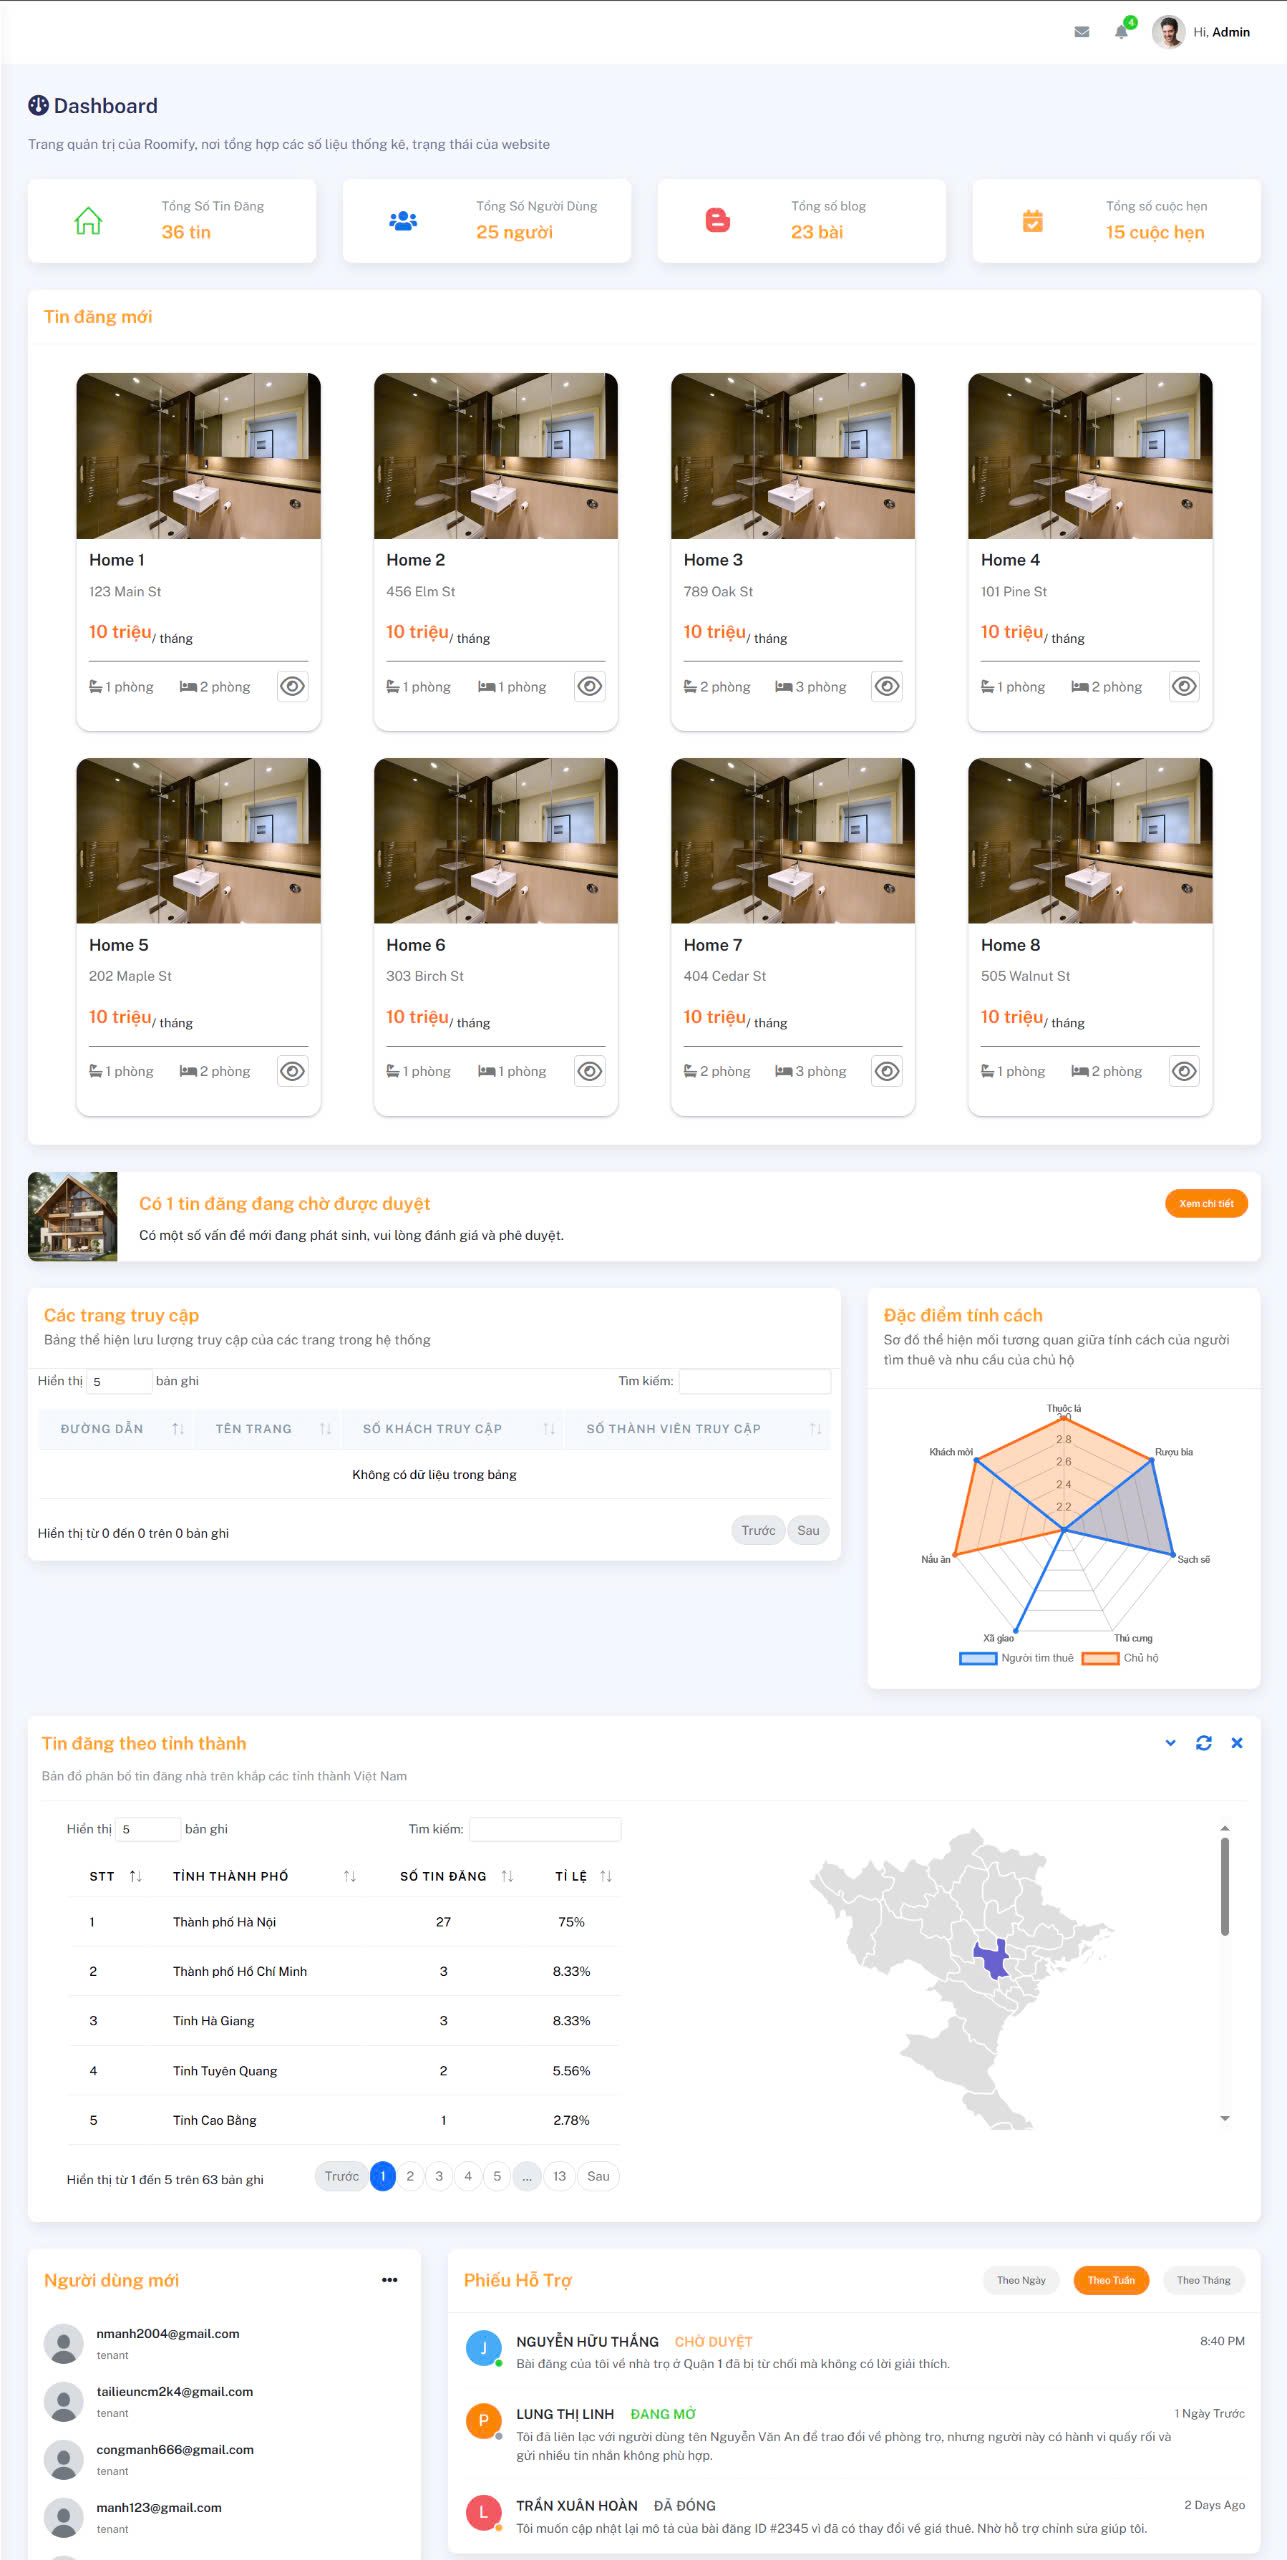 4
Hi, Admin
Dashboard
Trang quản trị của Roomify, nơi tổng hợp các số liệu thống kê, trạng thái của website
Tổng Số Tin Đăng
36 tin
Tổng Số Người Dùng
25 người
Tổng số blog
23 bài
Tổng số cuộc hẹn
15 cuộc hẹn
Tin đăng mới
Home 1
123 Main St
10 triệu/ tháng
1 phòng 2 phòng
Home 2
456 Elm St
10 triệu/ tháng
1 phòng 1 phòng
Home 3
789 Oak St
10 triệu/ tháng
2 phòng 3 phòng
Home 4
101 Pine St
10 triệu/ tháng
1 phòng 2 phòng
Home 5
202 Maple St
10 triệu/ tháng
1 phòng 2 phòng
Home 6
303 Birch St
10 triệu/ tháng
1 phòng 1 phòng
Home 7
404 Cedar St
10 triệu/ tháng
2 phòng 3 phòng
Home 8
505 Walnut St
10 triệu/ tháng
1 phòng 2 phòng
Có 1 tin đăng đang chờ được duyệt
Có một số vấn đề mới đang phát sinh, vui lòng đánh giá và phê duyệt.
Xem chi tiết
Các trang truy cập
Bảng thể hiện lưu lượng truy cập của các trang trong hệ thống
Hiển thị 5 bản ghi
Tìm kiếm:
ĐƯỜNG DẪN TÊN TRANG SỐ KHÁCH TRUY CẬP SỐ THÀNH VIÊN TRUY CẬP
Không có dữ liệu trong bảng
Hiển thị từ 0 đến 0 trên 0 bản ghi
Trước Sau
Đặc điểm tính cách
Sơ đồ thể hiện mối tương quan giữa tính cách của người
tìm thuê và nhu cầu của chủ hộ
Thuốc lá
3.0
2.8
2.6
2.4
2.2
Khách mời
Rượu bia
Nấu ăn
Sạch sẽ
Xã giao
Thú cưng
Người tìm thuê Chủ hộ
Tin đăng theo tỉnh thành
Bản đồ phân bố tin đăng nhà trên khắp các tỉnh thành Việt Nam
Hiển thị 5 bản ghi
Tìm kiếm:
STT TỈNH THÀNH PHỐ SỐ TIN ĐĂNG TỈ LỆ
1 Thành phố Hà Nội 27 75%
2 Thành phố Hồ Chí Minh 3 8.33%
3 Tỉnh Hà Giang 3 8.33%
4 Tỉnh Tuyên Quang 2 5.56%
5 Tỉnh Cao Bằng 1 2.78%
Hiển thị từ 1 đến 5 trên 63 bản ghi
Trước 1 2 3 4 5 … 13 Sau
Người dùng mới
nmanh2004@gmail.com
tenant
tailieuncm2k4@gmail.com
tenant
congmanh666@gmail.com
tenant
manh123@gmail.com
tenant
Phiếu Hỗ Trợ
Theo Ngày Theo Tuần Theo Tháng
J
NGUYỄN HỮU THẮNG CHỜ DUYỆT
8:40 PM
Bài đăng của tôi về nhà trọ ở Quận 1 đã bị từ chối mà không có lời giải thích.
P
LUNG THỊ LINH ĐANG MỞ
1 Ngày Trước
Tôi đã liên lạc với người dùng tên Nguyễn Văn An để trao đổi về phòng trọ, nhưng người này có hành vi quấy rối và
gửi nhiều tin nhắn không phù hợp.
L
TRẦN XUÂN HOÀN ĐÃ ĐÓNG
2 Days Ago
Tôi muốn cập nhật lại mô tả của bài đăng ID #2345 vì đã có thay đổi về giá thuê. Nhờ hỗ trợ chỉnh sửa giúp tôi.